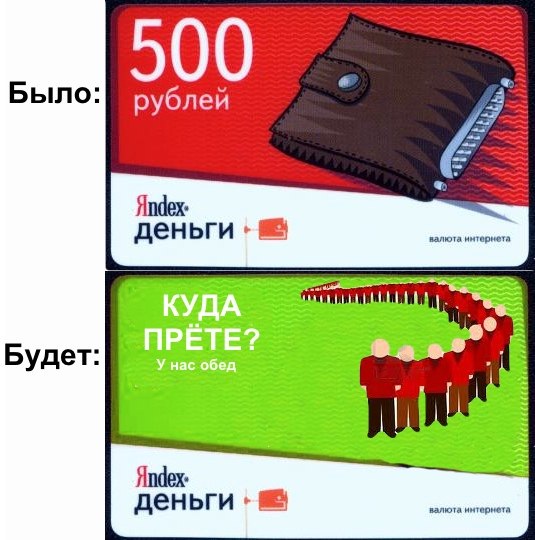 Было:
500
рублей
Яndex
деньги
валюта интернета
Будет:
КУДА
ПРЁТЕ?
У нас обед
Яndex
деньги
валюта интернета